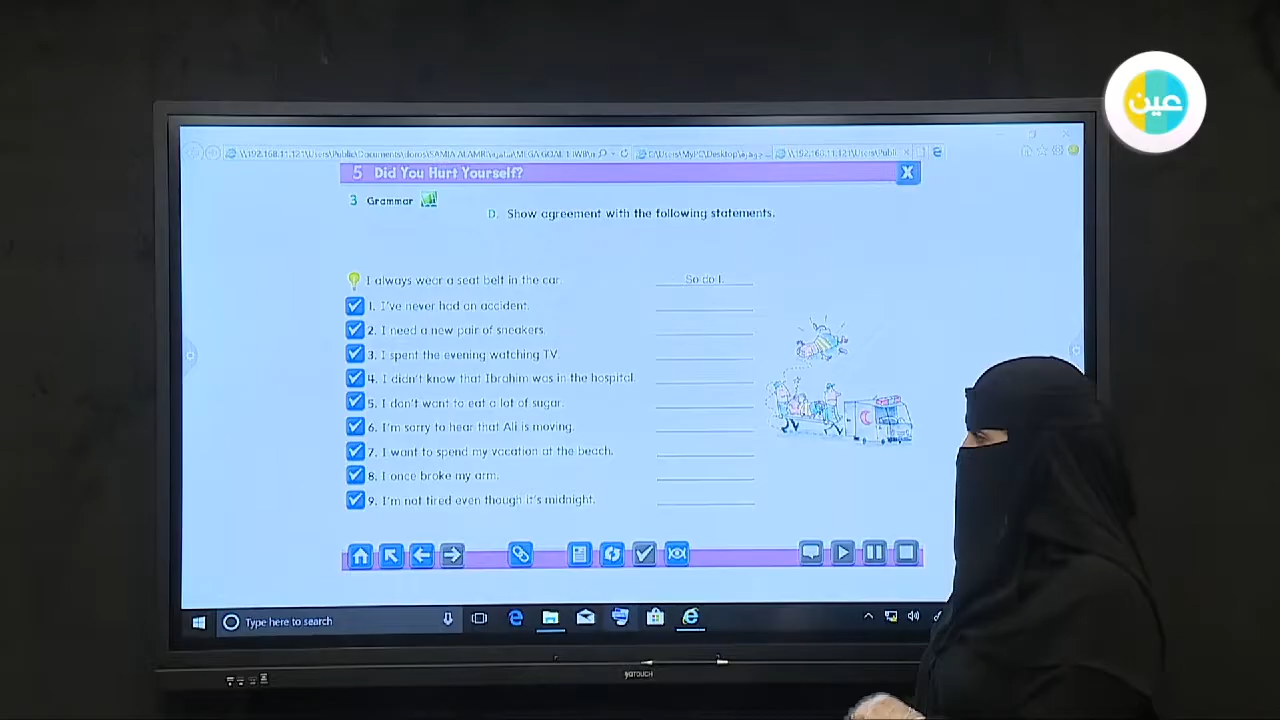 عين
5 Did You Hurt Yourself?
3 Grammar
D. Show agreement with the following statements.
I always wear a seat belt in the car. So do I.
1. I've never had an accident.
2. I need a new pair of sneakers.
3. I spent the evening watching TV.
4. I didn't know that Ibrahim was in the hospital.
5. I don't want to eat a lot of sugar.
6. I'm sorry to hear that Ali is moving.
7. I want to spend my vacation at the beach.
8. I once broke my arm.
9. I'm not tired even though it's midnight.
Type here to search